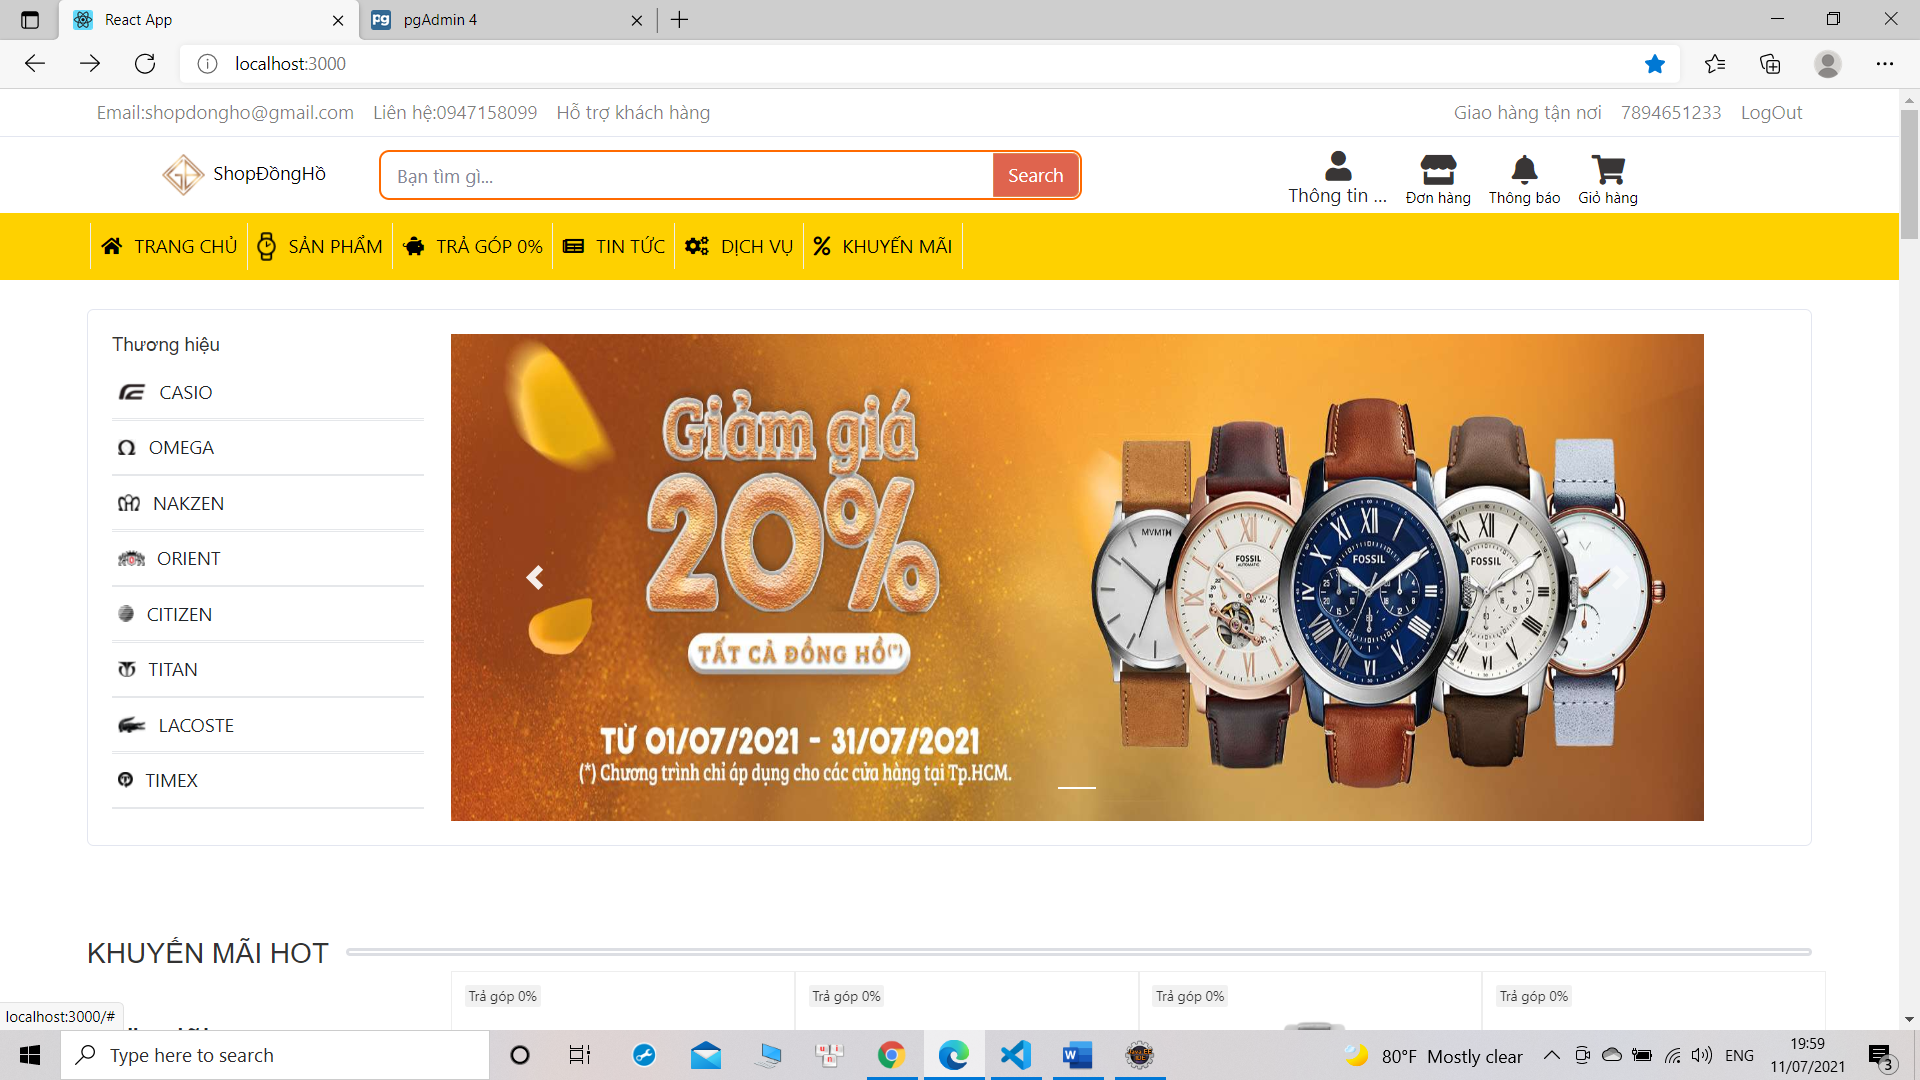 React App
pgAdmin 4
localhost:3000
Email:shopdongho@gmail.com Liên hệ:0947158099 Hỗ trợ khách hàng Giao hàng tận nơi 7894651233 LogOut
ShopĐồngHồ
Bạn tìm gì...
Search
Thông tin ...
Đơn hàng
Thông báo
Giỏ hàng
TRANG CHỦ SẢN PHẨM TRẢ GÓP 0% TIN TỨC DỊCH VỤ KHUYẾN MÃI
Thương hiệu
CASIO
OMEGA
NAKZEN
ORIENT
CITIZEN
TITAN
LACOSTE
TIMEX
Giảm giá
20%
TẤT CẢ ĐỒNG HỒ(*)
TỪ 01/07/2021 - 31/07/2021
(*) Chương trình chỉ áp dụng cho các cửa hàng tại Tp.HCM.
MVMTH
FOSSIL
AUTOMATIC
FOSSIL
FOSSIL
KHUYẾN MÃI HOT
Trả góp 0% Trả góp 0% Trả góp 0% Trả góp 0%
localhost:3000/#
Type here to search
80°F Mostly clear
ENG
19:59
11/07/2021
3